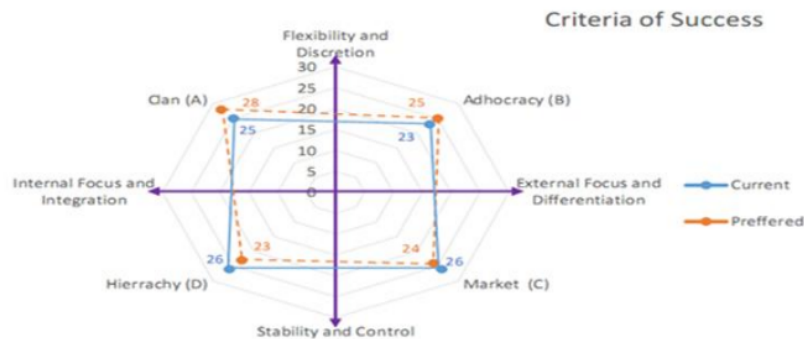 Criteria of Success
Flexibility and
Discretion
30
25
20
15
10
5
0
Clan (A)
28
25
25
23
Adhocracy (B)
Internal Focus and
Integration
External Focus and
Differentiation
Current
Preffered
23
26
24
26
Hierrachy (D)
Market (C)
Stability and Control